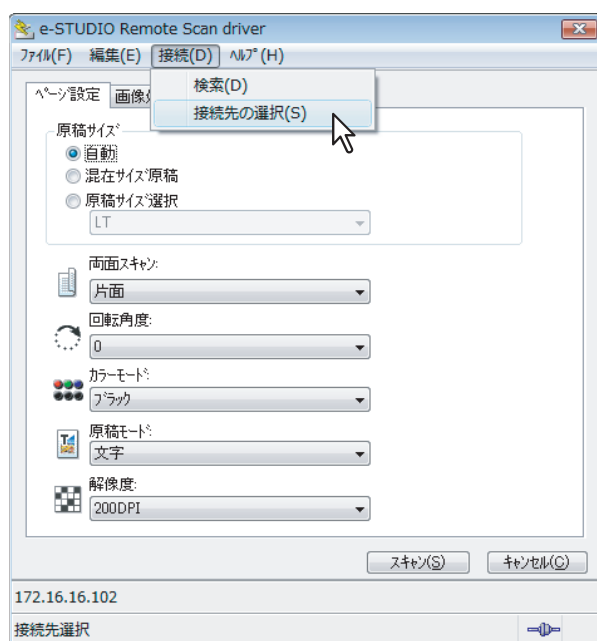 e-STUDIO Remote Scan driver
ﾌｧｲﾙ(F) 編集(E) 接続(D) ﾍﾙﾌﾟ(H)
検索(D)
接続先の選択(S)
ﾍﾟｰｼﾞ設定 画像
原稿ｻｲｽﾞ
自動
混在ｻｲｽﾞ原稿
原稿ｻｲｽﾞ選択
LT
両面ｽｷｬﾝ:
片面
回転角度:
0
ｶﾗｰﾓｰﾄﾞ:
ﾌﾞﾗｯｸ
原稿ﾓｰﾄﾞ:
文字
解像度:
200DPI
ｽｷｬﾝ(S) ｷｬﾝｾﾙ(C)
172.16.16.102
接続先選択